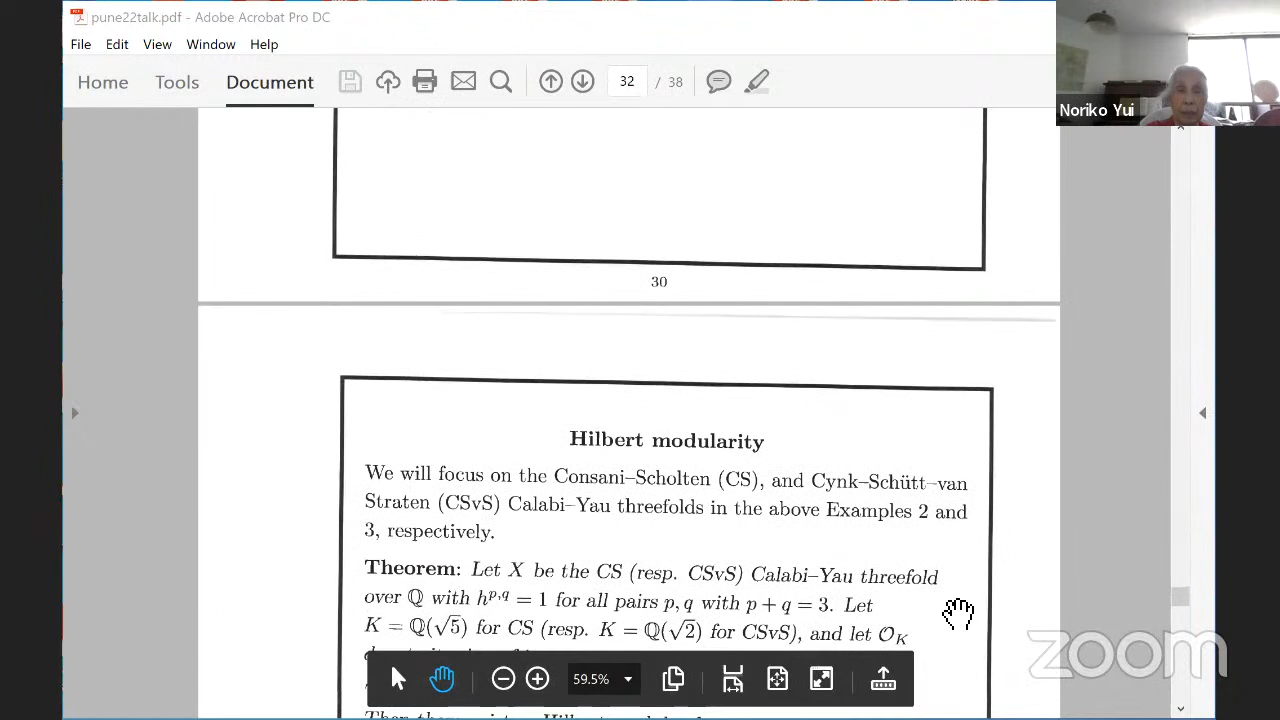 pune22talk.pdf - Adobe Acrobat Pro DC
File Edit View Window Help
Home Tools Document 32 / 38
Noriko Yui
30
Hilbert modularity
We will focus on the Consani–Scholten (CS), and Cynk–Schütt–van
Straten (CSvS) Calabi–Yau threefolds in the above Examples 2 and
3, respectively.
Theorem: Let X be the CS (resp. CSvS) Calabi–Yau threefold
over ℚ with h^{p,q} = 1 for all pairs p, q with p + q = 3. Let
K = ℚ(√5) for CS (resp. K = ℚ(√2) for CSvS), and let 𝒪_K
59.5%
zoom